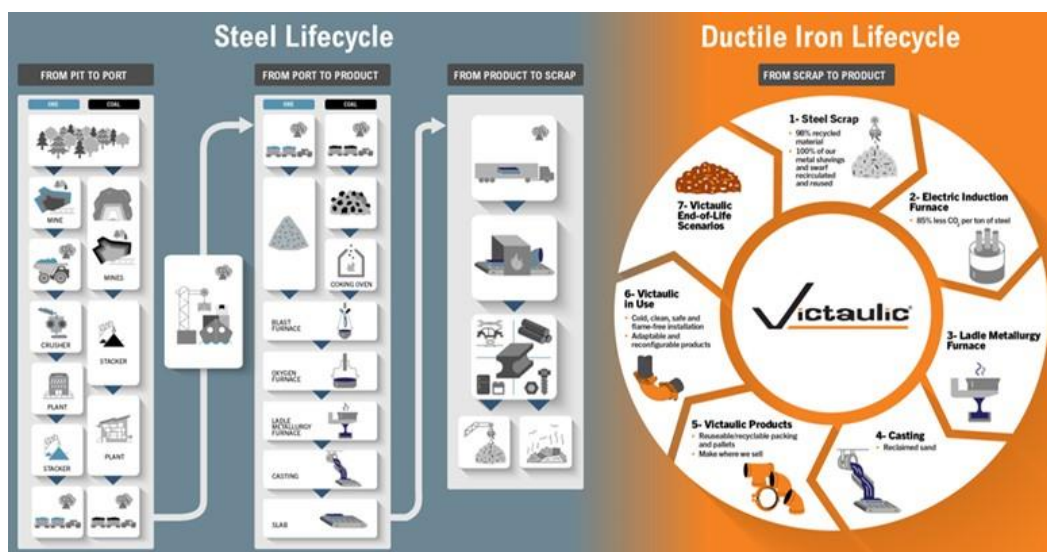 Steel Lifecycle
FROM PIT TO PORT
ORE
COAL
MINE
MINES
CRUSHER
STACKER
PLANT
PLANT
STACKER
FROM PORT TO PRODUCT
ORE
COAL
COKING OVEN
BLAST
FURNACE
OXYGEN
FURNACE
LADLE
METALLURGY
FURNACE
CASTING
SLAB
FROM PRODUCT TO SCRAP
Ductile Iron Lifecycle
FROM SCRAP TO PRODUCT
1- Steel Scrap
• 98% recycled
material
• 100% of our
metal shavings
and swarf
recirculated
and reused
2- Electric Induction
Furnace
• 85% less CO₂ per ton of steel
3- Ladle Metallurgy
Furnace
4- Casting
• Reclaimed sand
5- Victaulic Products
• Reuseable/recyclable packing
and pallets
• Make where we sell
6- Victaulic
in Use
• Cold, clean, safe and
flame-free installation
• Adaptable and
reconfigurable products
7- Victaulic
End-of-Life
Scenarios
Victaulic®